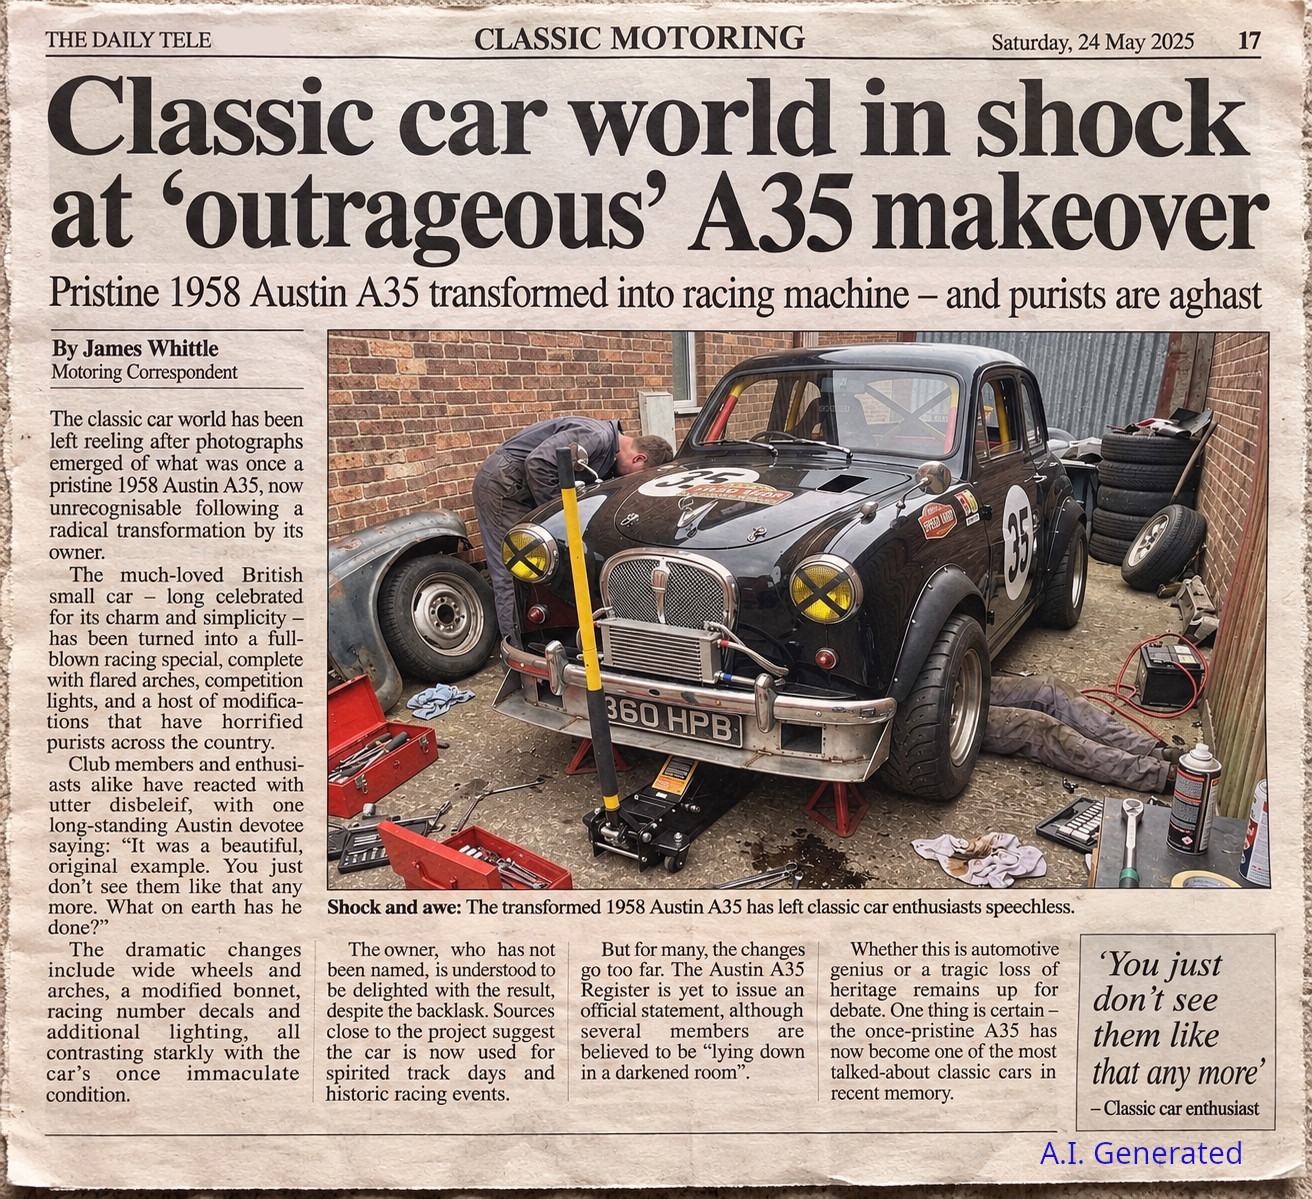 THE DAILY TELE
CLASSIC MOTORING
Saturday, 24 May 2025
17
Classic car world in shock
at ‘outrageous’ A35 makeover
Pristine 1958 Austin A35 transformed into racing machine – and purists are aghast
By James Whittle
Motoring Correspondent
The classic car world has been
left reeling after photographs
emerged of what was once a
pristine 1958 Austin A35, now
unrecognisable following a
radical transformation by its
owner.
The much-loved British
small car – long celebrated
for its charm and simplicity –
has been turned into a full-
blown racing special, complete
with flared arches, competition
lights, and a host of modifica-
tions that have horrified
purists across the country.
Club members and enthusi-
asts alike have reacted with
utter disbeleif, with one
long-standing Austin devotee
saying: “It was a beautiful,
original example. You just
don’t see them like that any
more. What on earth has he
done?”
The dramatic changes
include wide wheels and
arches, a modified bonnet,
racing number decals and
additional lighting, all
contrasting starkly with the
car’s once immaculate
condition.
35
35
360 HPB
Shock and awe: The transformed 1958 Austin A35 has left classic car enthusiasts speechless.
The owner, who has not
been named, is understood to
be delighted with the result,
despite the backlask. Sources
close to the project suggest
the car is now used for
spirited track days and
historic racing events.
But for many, the changes
go too far. The Austin A35
Register is yet to issue an
official statement, although
several members are
believed to be “lying down
in a darkened room”.
Whether this is automotive
genius or a tragic loss of
heritage remains up for
debate. One thing is certain –
the once-pristine A35 has
now become one of the most
talked-about classic cars in
recent memory.
‘You just
don’t see
them like
that any more’
– Classic car enthusiast
A.I. Generated